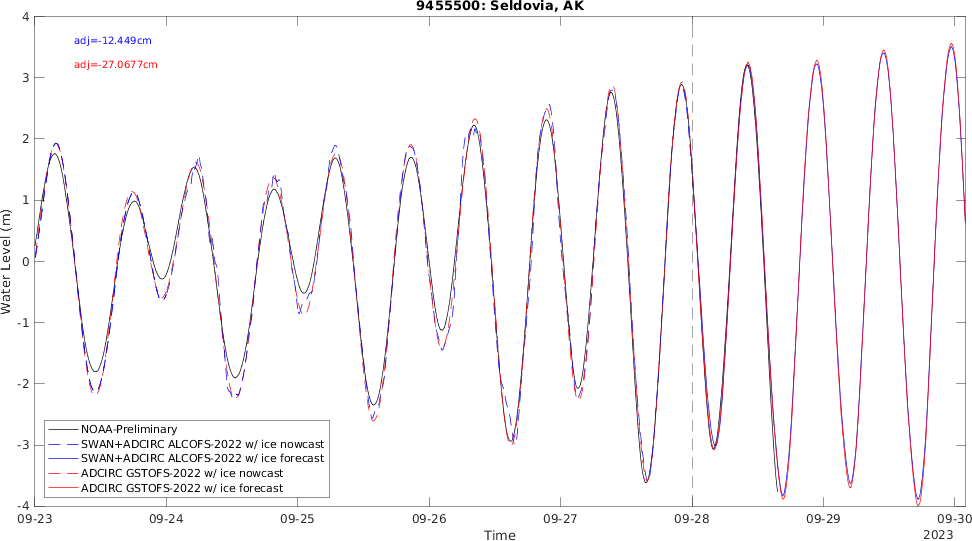 9455500: Seldovia, AK
4
adj=-12.449cm
adj=-27.0677cm
3
2
1
0
-1
-2
-3
-4
Water Level (m)
NOAA-Preliminary
SWAN+ADCIRC ALCOFS-2022 w/ ice nowcast
SWAN+ADCIRC ALCOFS-2022 w/ ice forecast
ADCIRC GSTOFS-2022 w/ ice nowcast
ADCIRC GSTOFS-2022 w/ ice forecast
09-23 09-24 09-25 09-26 09-27 09-28 09-29 09-30
Time
2023